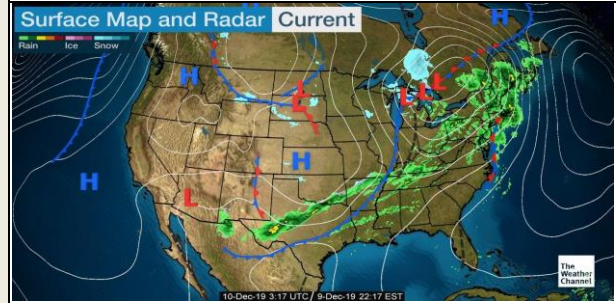 Surface Map and Radar Current
Rain Ice Snow
H
H
H
H
H
L
L
L
L
L
L
The
Weather
Channel
10-Dec-19 3:17 UTC / 9-Dec-19 22:17 EST